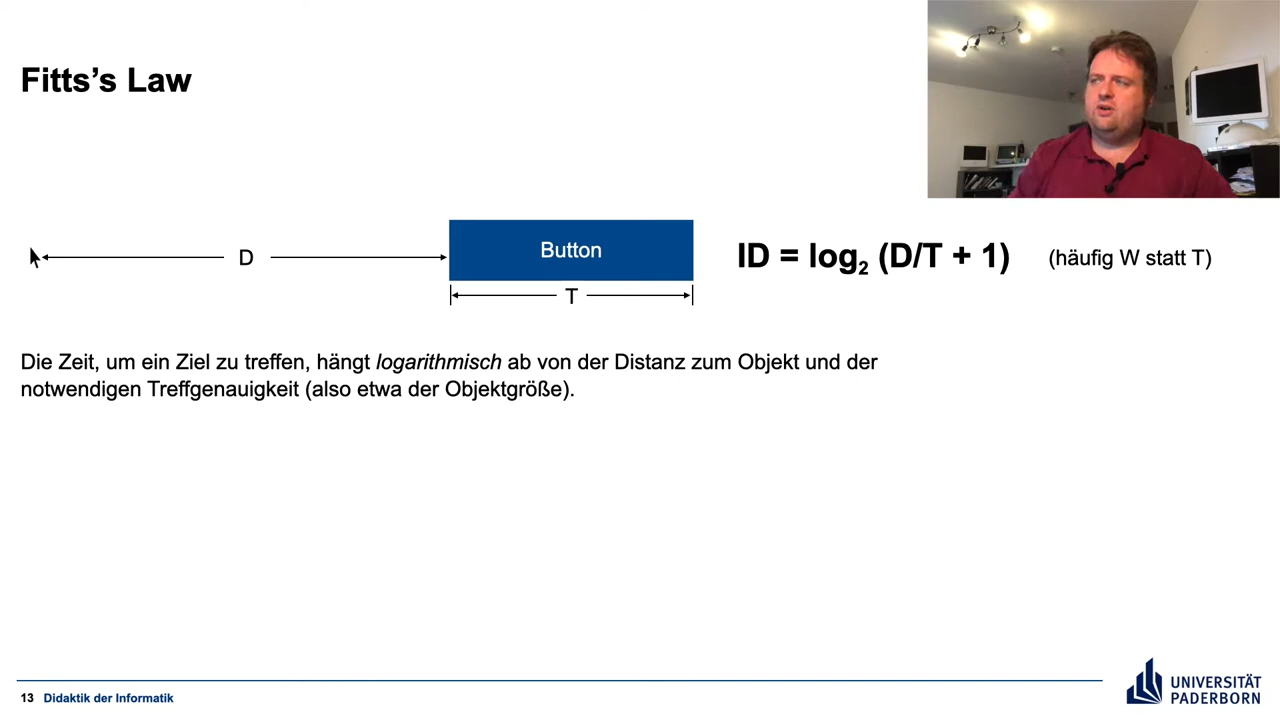 Fitts’s Law
D
Button
T
ID = log₂ (D/T + 1)
(häufig W statt T)
Die Zeit, um ein Ziel zu treffen, hängt logarithmisch ab von der Distanz zum Objekt und der
notwendigen Treffgenauigkeit (also etwa der Objektgröße).
13 Didaktik der Informatik
UNIVERSITÄT
PADERBORN